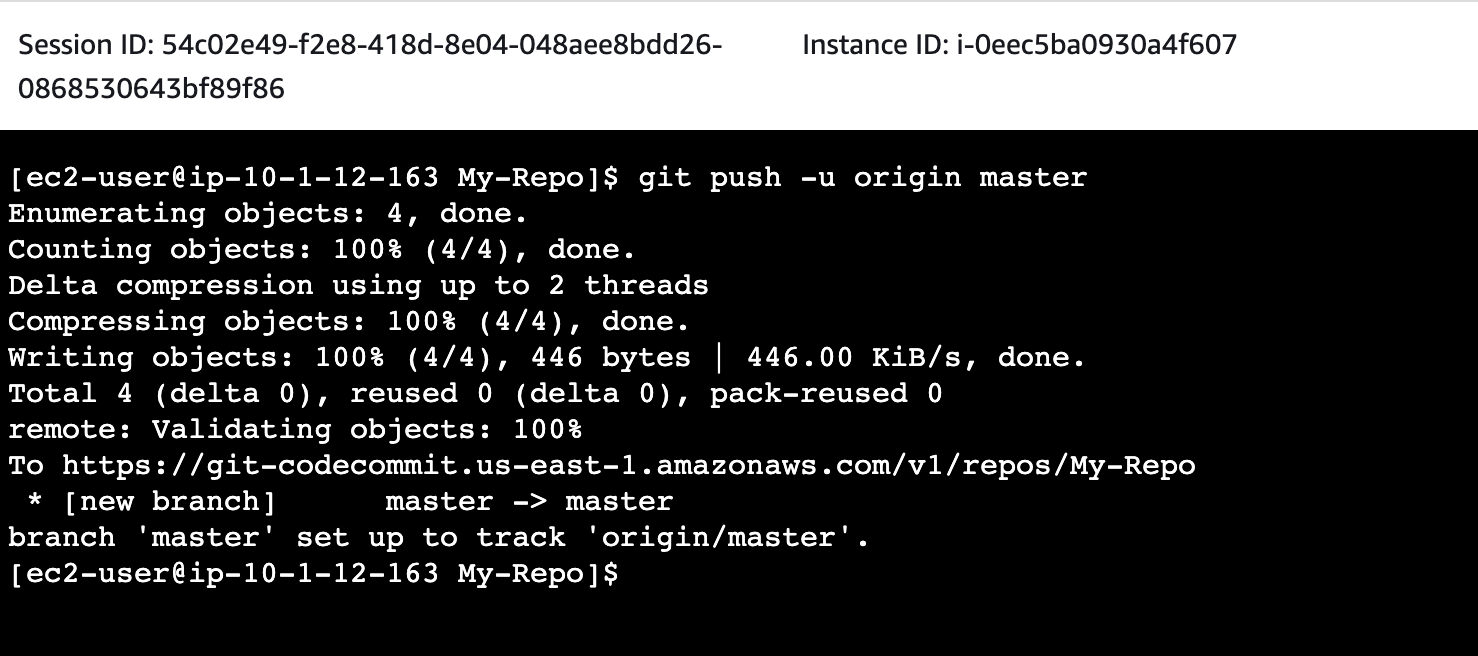 Session ID: 54c02e49-f2e8-418d-8e04-048aee8bdd26-
0868530643bf89f86
Instance ID: i-0eec5ba0930a4f607
[ec2-user@ip-10-1-12-163 My-Repo]$ git push -u origin master
Enumerating objects: 4, done.
Counting objects: 100% (4/4), done.
Delta compression using up to 2 threads
Compressing objects: 100% (4/4), done.
Writing objects: 100% (4/4), 446 bytes | 446.00 KiB/s, done.
Total 4 (delta 0), reused 0 (delta 0), pack-reused 0
remote: Validating objects: 100%
To https://git-codecommit.us-east-1.amazonaws.com/v1/repos/My-Repo
 * [new branch]      master -> master
branch 'master' set up to track 'origin/master'.
[ec2-user@ip-10-1-12-163 My-Repo]$